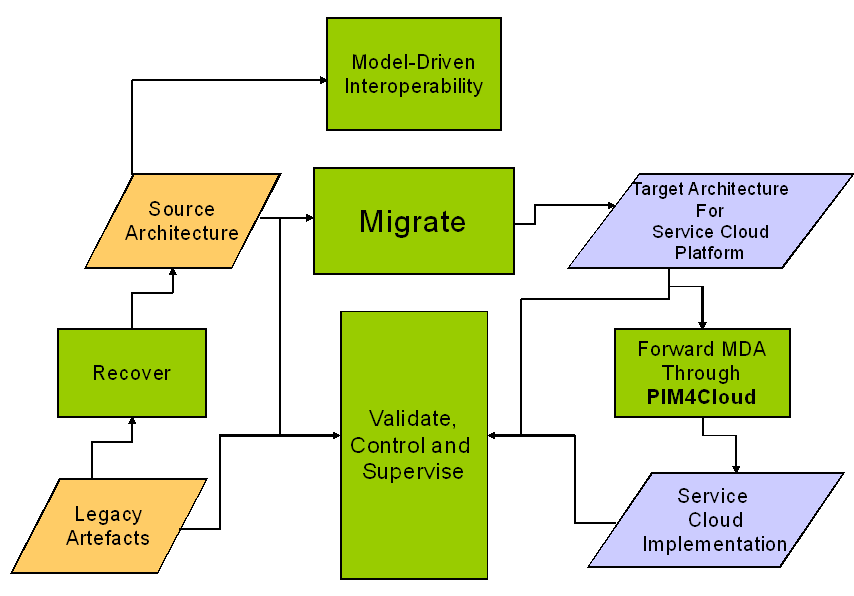 Model-Driven
Interoperability
Source
Architecture
Migrate
Target Architecture
For
Service Cloud
Platform
Recover
Validate,
Control and
Supervise
Forward MDA
Through
PIM4Cloud
Legacy
Artefacts
Service
Cloud
Implementation